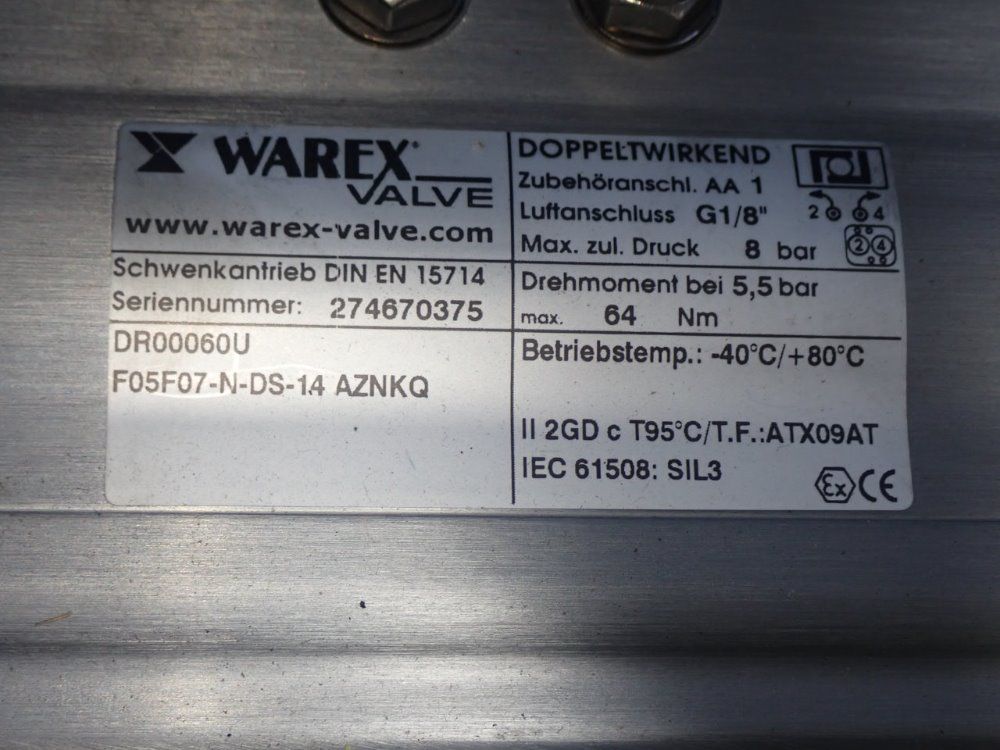 WAREX
VALVE
www.warex-valve.com
Schwenkantrieb DIN EN 15714
Seriennummer: 274670375
DR00060U
F05F07-N-DS-14 AZNKQ
DOPPELTWIRKEND
Zubehöranschl. AA 1
Luftanschluss G1/8"
Max. zul. Druck 8 bar
2 4
2 4
Drehmoment bei 5,5 bar
max. 64 Nm
Betriebstemp.: -40°C/+80°C
II 2GD c T95°C/T.F.:ATX09AT
IEC 61508: SIL3
Ex CE